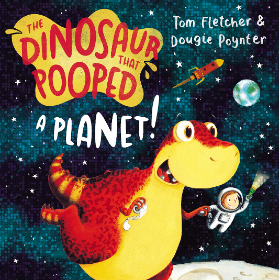 THE
DINOSAUR
THAT
POOPED
A PLANET!
Tom Fletcher &
Dougie Poynter